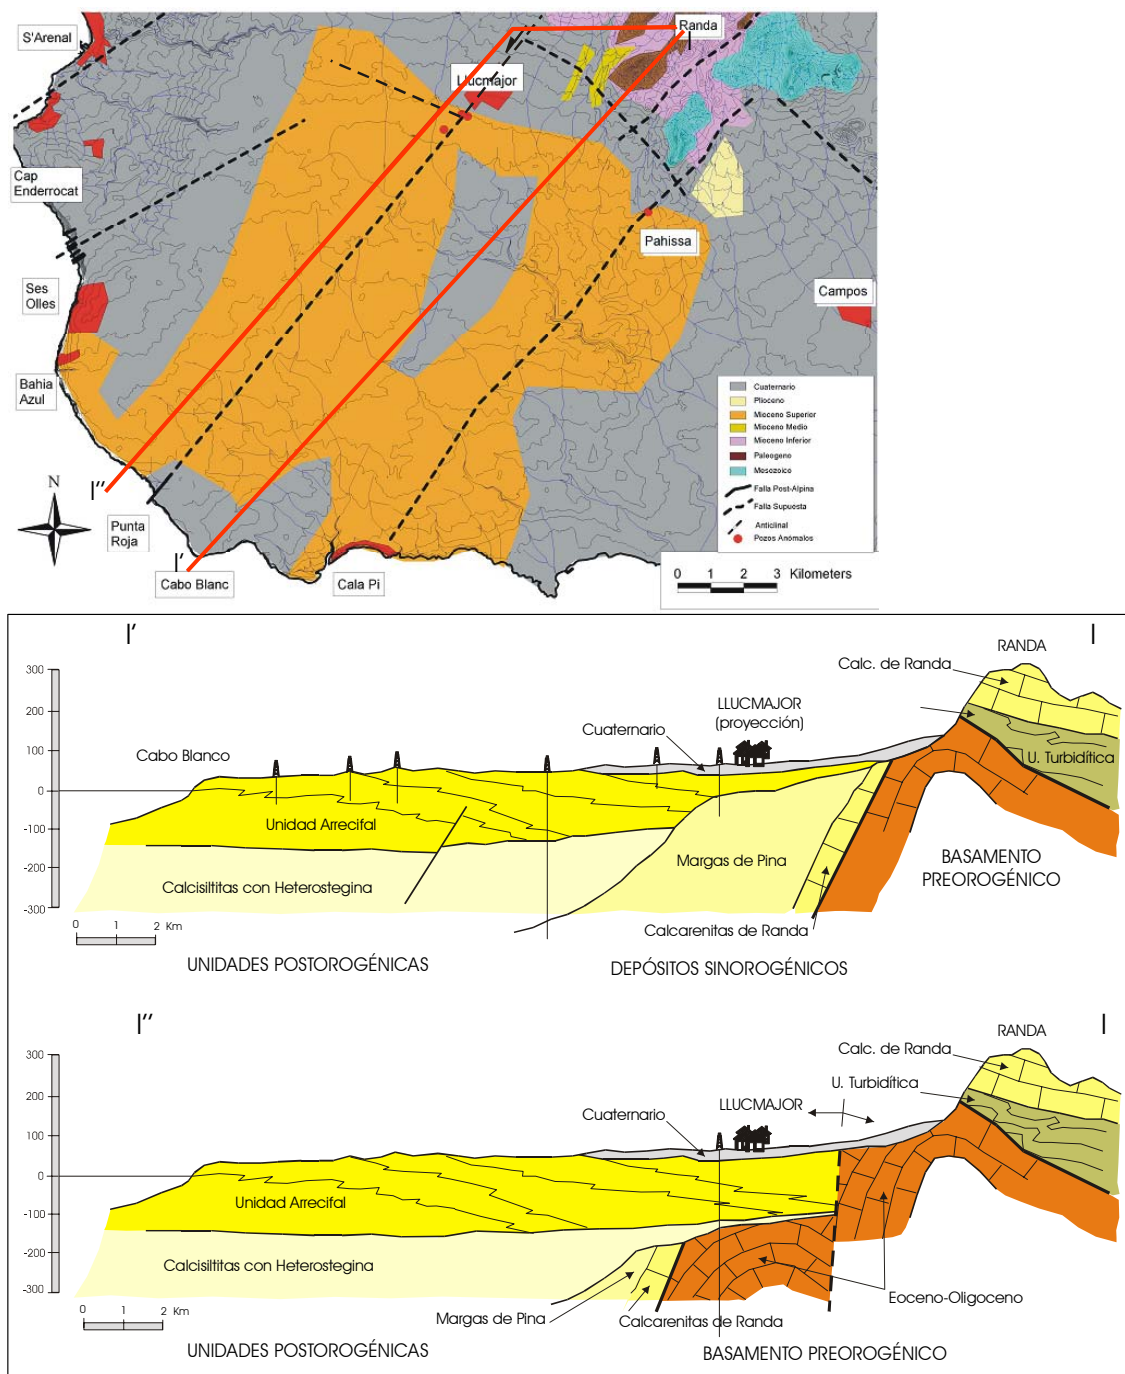 S'Arenal
Randa
Llucmajor
Cap
Enderrocat
Pahissa
Ses
Olles
Campos
Bahia
Azul
Cuaternario
Plioceno
Mioceno Superior
Mioceno Medio
Mioceno Inferior
Paleogeno
Mesozoico
Falla Post-Alpina
Falla Supuesta
Anticlinal
Pozos Anómalos
I''
N
Punta
Roja
I'
Cabo Blanc
Cala Pi
0 1 2 3 Kilometers
I'
I
RANDA
Calc. de Randa
300
200
100
0
-100
-200
-300
LLUCMAJOR
(proyección)
Cuaternario
Cabo Blanco
U. Turbidítica
Unidad Arrecifal
Margas de Pina
BASAMENTO
PREOROGÉNICO
Calcisiltitas con Heterostegina
0 1 2 Km
Calcarenitas de Randa
UNIDADES POSTOROGÉNICAS
DEPÓSITOS SINOROGÉNICOS
I''
I
RANDA
Calc. de Randa
300
200
100
0
-100
-200
-300
U. Turbidítica
LLUCMAJOR
Cuaternario
Unidad Arrecifal
Calcisiltitas con Heterostegina
Eoceno-Oligoceno
0 1 2 Km
Margas de Pina
Calcarenitas de Randa
UNIDADES POSTOROGÉNICAS
BASAMENTO PREOROGÉNICO